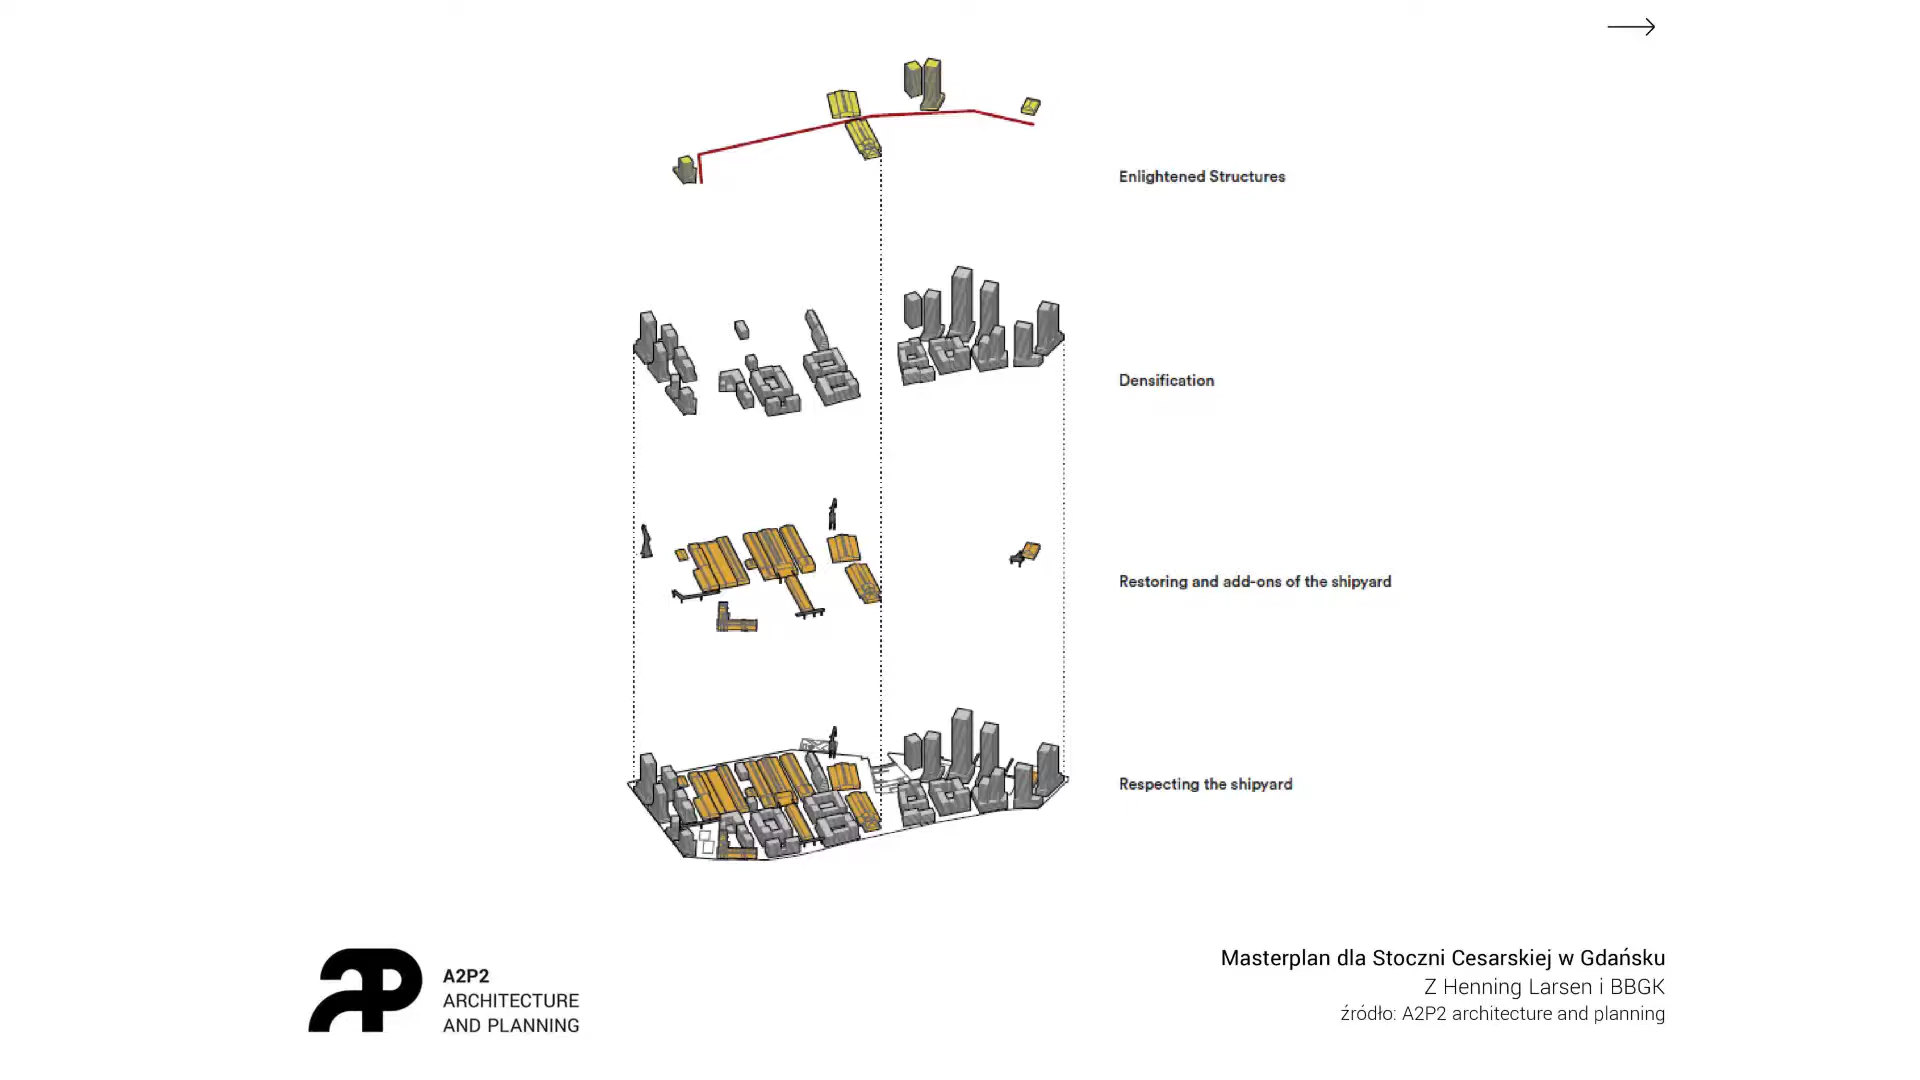 Enlightened Structures
Densification
Restoring and add-ons of the shipyard
Respecting the shipyard
A2P2
ARCHITECTURE
AND PLANNING
Masterplan dla Stoczni Cesarskiej w Gdańsku
Z Henning Larsen i BBGK
źródło: A2P2 architecture and planning